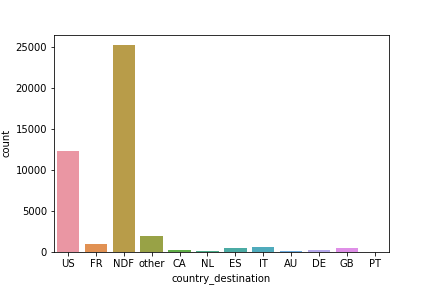 25000
20000
15000
10000
5000
0
count
US FR NDF other CA NL ES IT AU DE GB PT
country_destination